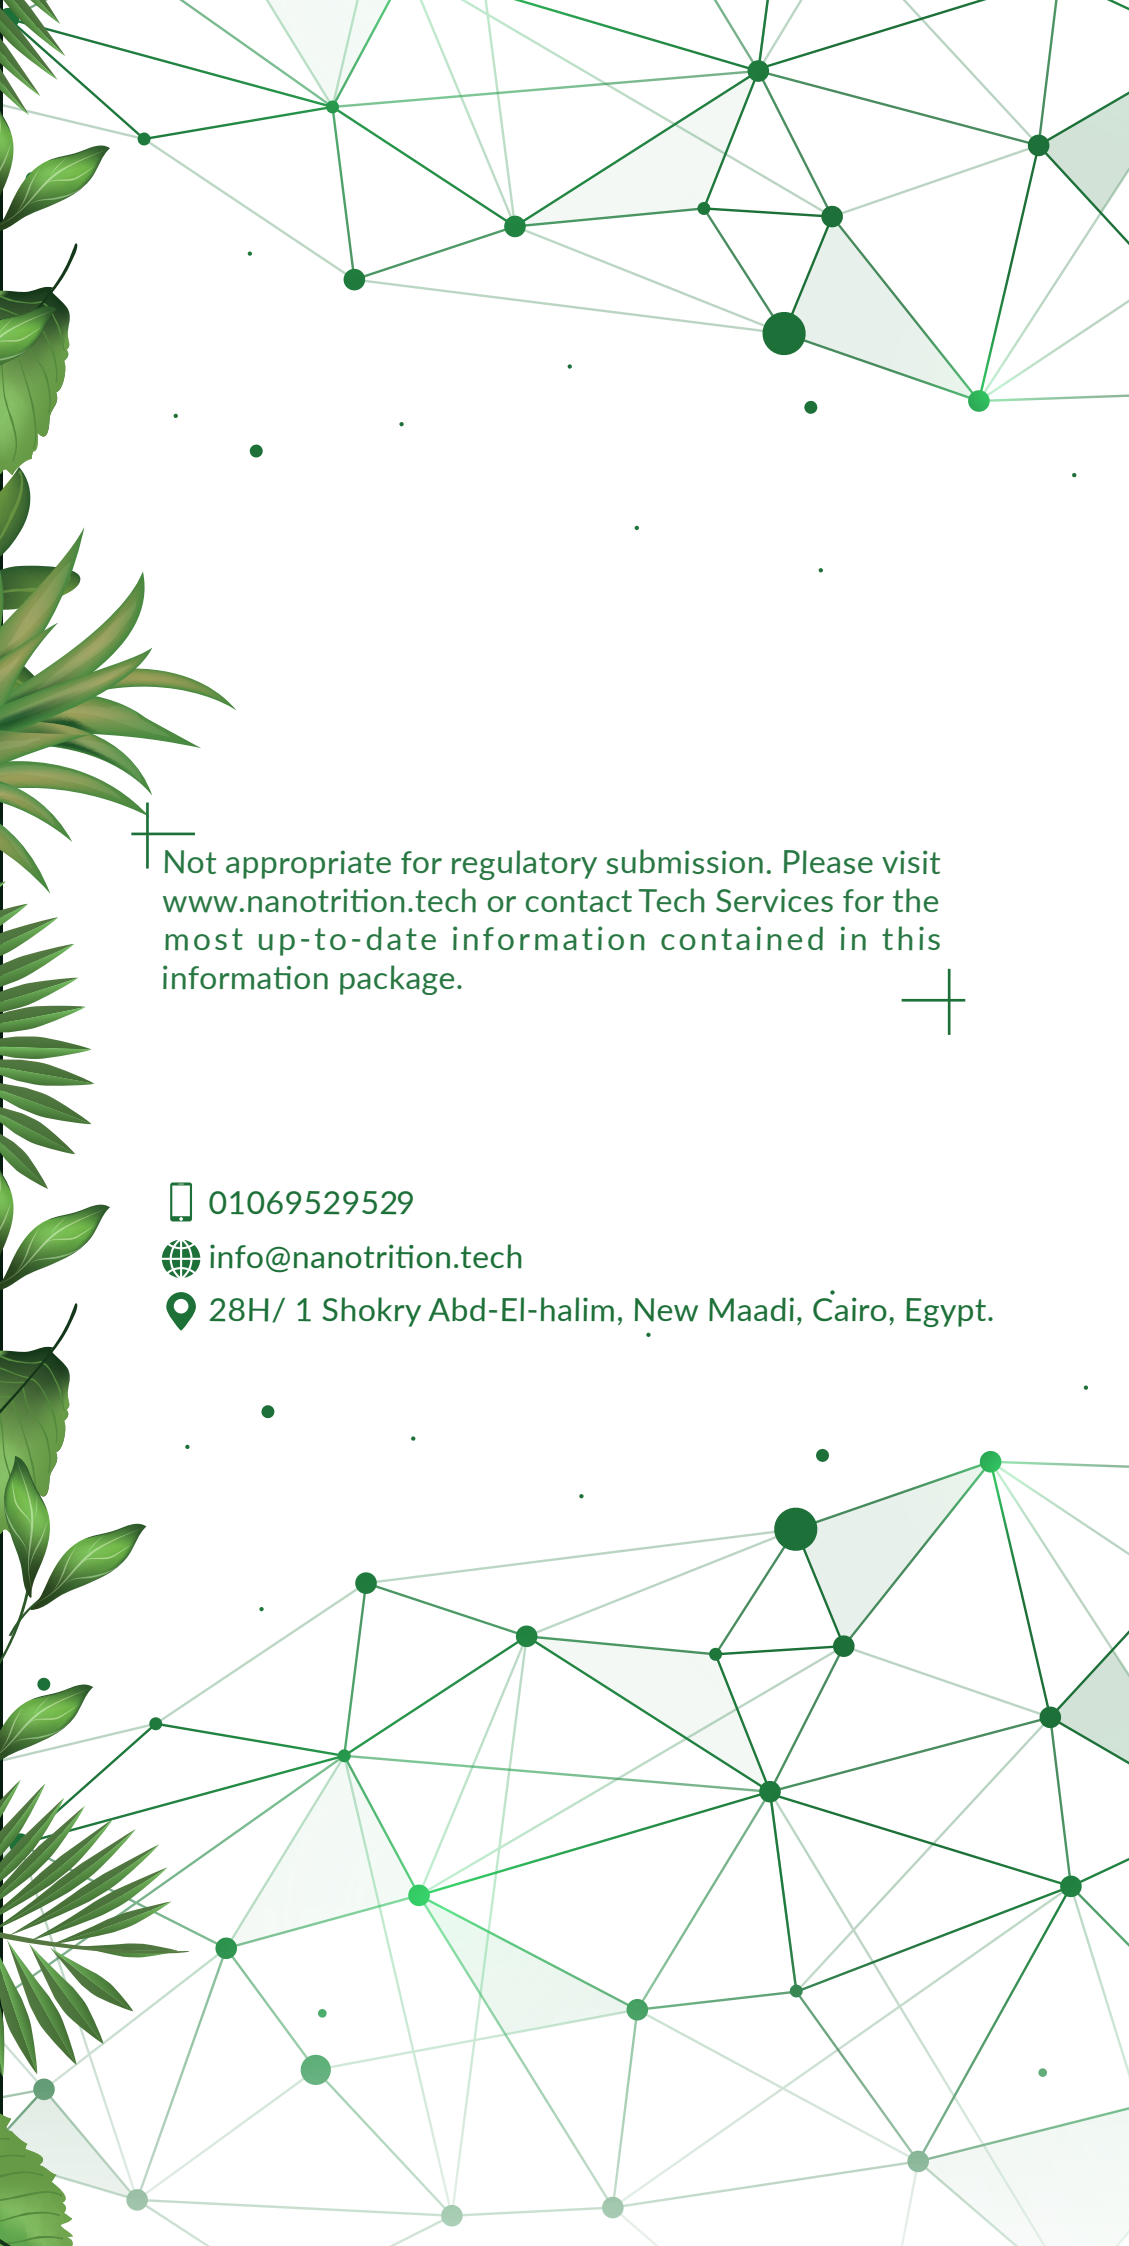 Not appropriate for regulatory submission. Please visit
www.nanotrition.tech or contact Tech Services for the
most up-to-date information contained in this
information package.
01069529529
info@nanotrition.tech
28H/ 1 Shokry Abd-El-halim, New Maadi, Cairo, Egypt.